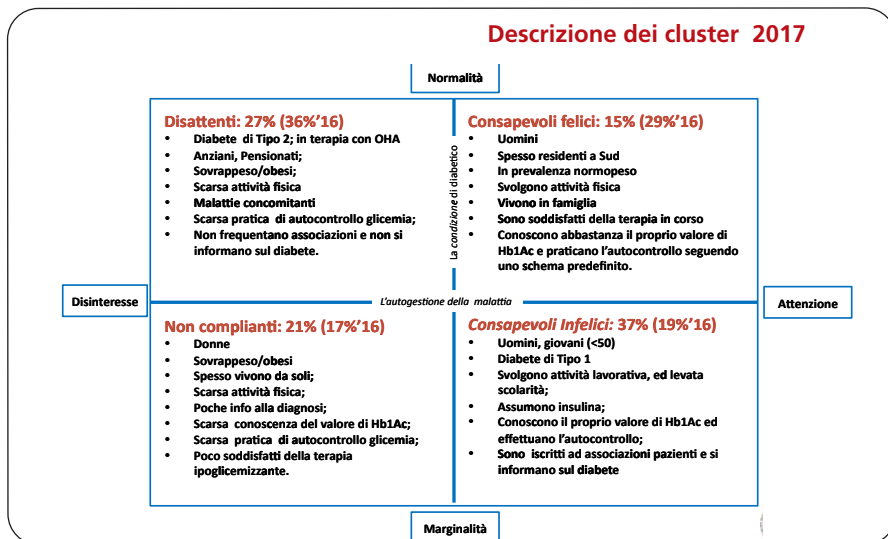 Descrizione dei cluster 2017
Normalità
Disattenti: 27% (36%'16)
• Diabete di Tipo 2; in terapia con OHA
• Anziani, Pensionati;
• Sovrappeso/obesi;
• Scarsa attività fisica
• Malattie concomitanti
• Scarsa pratica di autocontrollo glicemia;
• Non frequentano associazioni e non si
informano sul diabete.
La condizione di diabetico
Consapevoli felici: 15% (29%'16)
• Uomini
• Spesso residenti a Sud
• In prevalenza normopeso
• Svolgono attività fisica
• Vivono in famiglia
• Sono soddisfatti della terapia in corso
• Conoscono abbastanza il proprio valore di
Hb1Ac e praticano l'autocontrollo seguendo
uno schema predefinito.
Disinteresse
L'autogestione della malattia
Attenzione
Non complianti: 21% (17%'16)
• Donne
• Sovrappeso/obesi
• Spesso vivono da soli;
• Scarsa attività fisica;
• Poche info alla diagnosi;
• Scarsa conoscenza del valore di Hb1Ac;
• Scarsa pratica di autocontrollo glicemia;
• Poco soddisfatti della terapia
ipoglicemizzante.
Consapevoli Infelici: 37% (19%'16)
• Uomini, giovani (<50)
• Diabete di Tipo 1
• Svolgono attività lavorativa, ed levata
scolarità;
• Assumono insulina;
• Conoscono il proprio valore di Hb1Ac ed
effettuano l'autocontrollo;
• Sono iscritti ad associazioni pazienti e si
informano sul diabete
Marginalità